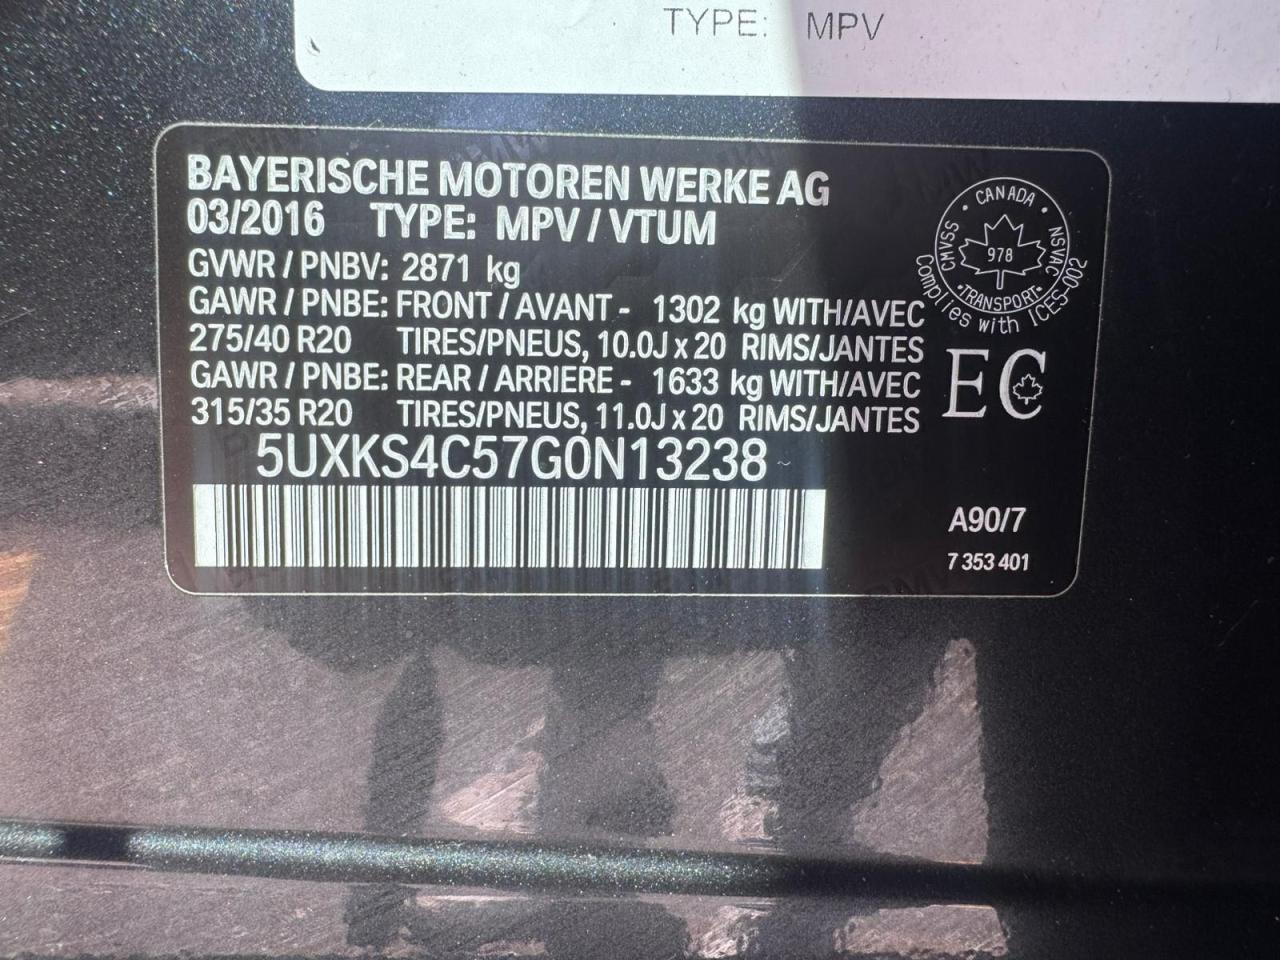 TYPE: MPV
BAYERISCHE MOTOREN WERKE AG
03/2016 TYPE: MPV / VTUM
GVWR / PNBV: 2871 kg
GAWR / PNBE: FRONT / AVANT - 1302 kg WITH/AVEC
275/40 R20 TIRES/PNEUS, 10.0J x 20 RIMS/JANTES
GAWR / PNBE: REAR / ARRIERE - 1633 kg WITH/AVEC
315/35 R20 TIRES/PNEUS, 11.0J x 20 RIMS/JANTES
5UXKS4C57G0N13238
CANADA
CMVSS
NSVAC
978
TRANSPORT
Complies with ICES-002
EC
A90/7
7 353 401